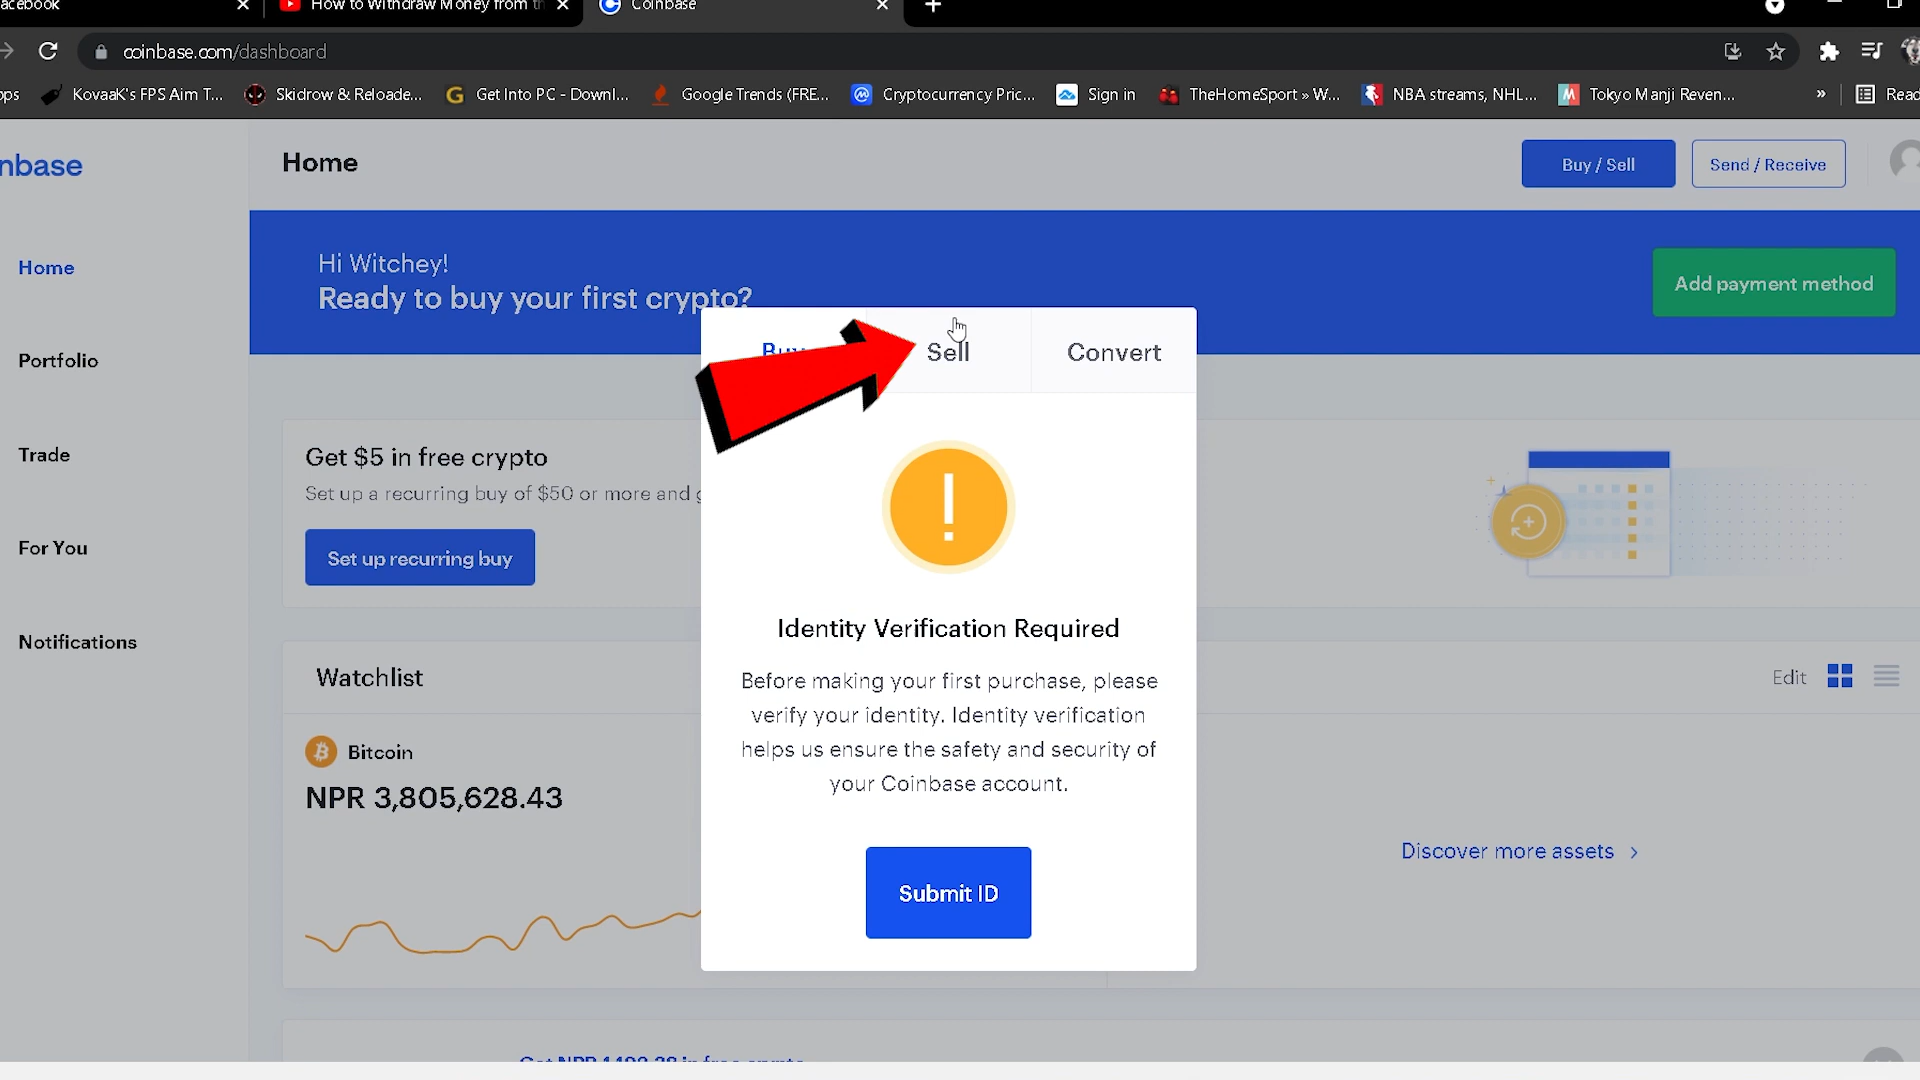 acebook
How to Withdraw Money from th
Coinbase
coinbase.com/dashboard
ops
KovaaK's FPS Aim T...
Skidrow & Reloade...
Get Into PC - Downl...
Google Trends (FRE...
Cryptocurrency Pric...
Sign in
TheHomeSport » W...
NBA streams, NHL...
Tokyo Manji Reven...
»
Read
nbase
Home
Buy / Sell
Send / Receive
Home
Portfolio
Trade
For You
Notifications
Hi Witchey!
Ready to buy your first crypto?
Add payment method
Buy
Sell
Convert
Get $5 in free crypto
Set up a recurring buy of $50 or more and g
Set up recurring buy
Identity Verification Required
Before making your first purchase, please
verify your identity. Identity verification
helps us ensure the safety and security of
your Coinbase account.
Submit ID
Watchlist
Edit
Bitcoin
NPR 3,805,628.43
Discover more assets